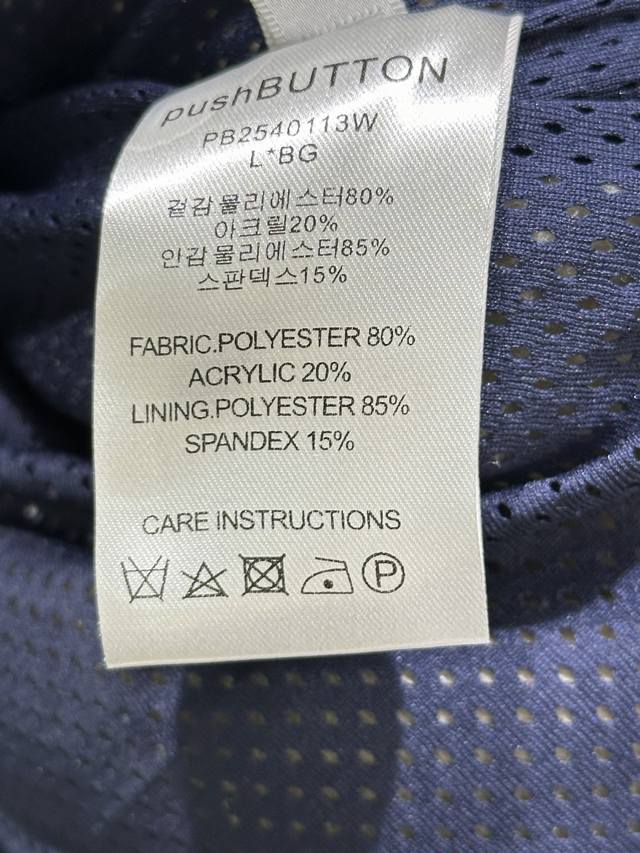 pushBUTTON
PB2540113W
L*BG
겉감물리에스터80%
아크릴20%
안감물리에스터85%
스판덱스15%
FABRIC.POLYESTER 80%
ACRYLIC 20%
LINING.POLYESTER 85%
SPANDEX 15%
CARE INSTRUCTIONS
P